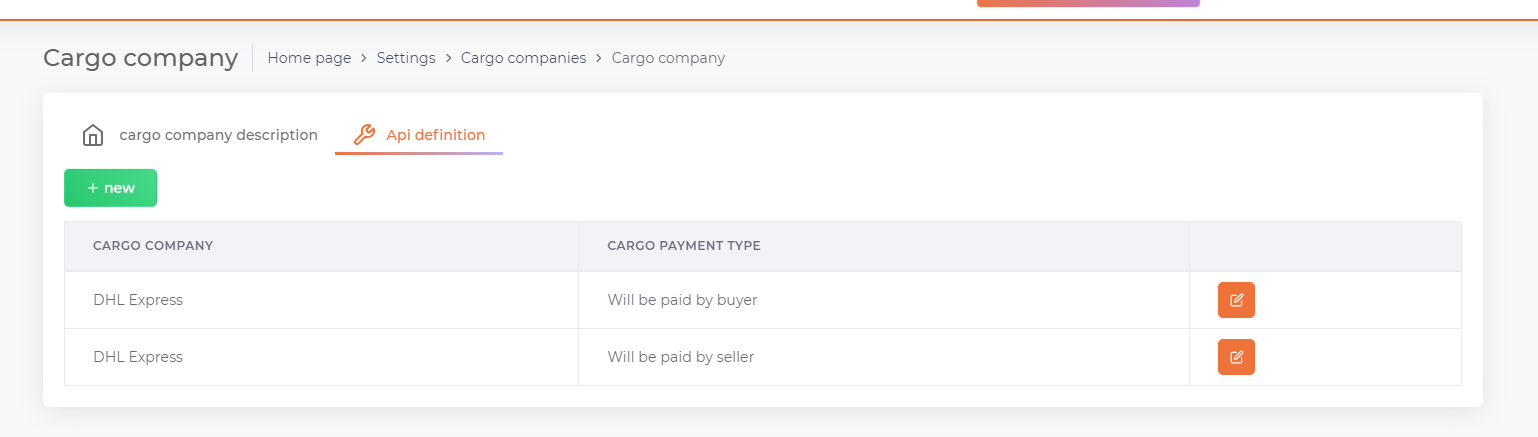 Cargo company Home page > Settings > Cargo companies > Cargo company
cargo company description Api definition
+ new
CARGO COMPANY CARGO PAYMENT TYPE
DHL Express Will be paid by buyer
DHL Express Will be paid by seller